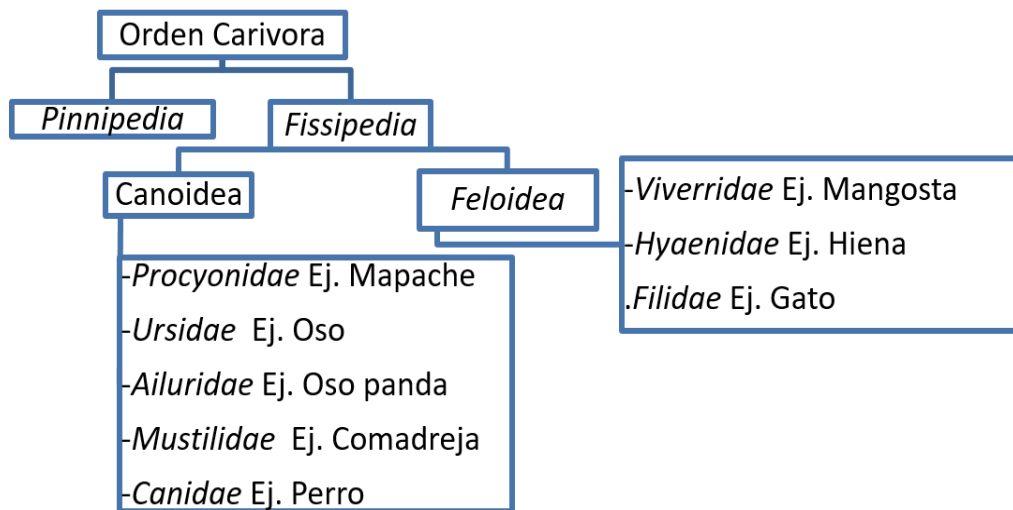 Orden Carivora
Pinnipedia
Fissipedia
Canoidea
Feloidea
-Viverridae Ej. Mangosta
-Hyaenidae Ej. Hiena
.Filidae Ej. Gato
-Procyonidae Ej. Mapache
-Ursidae Ej. Oso
-Ailuridae Ej. Oso panda
-Mustilidae Ej. Comadreja
-Canidae Ej. Perro